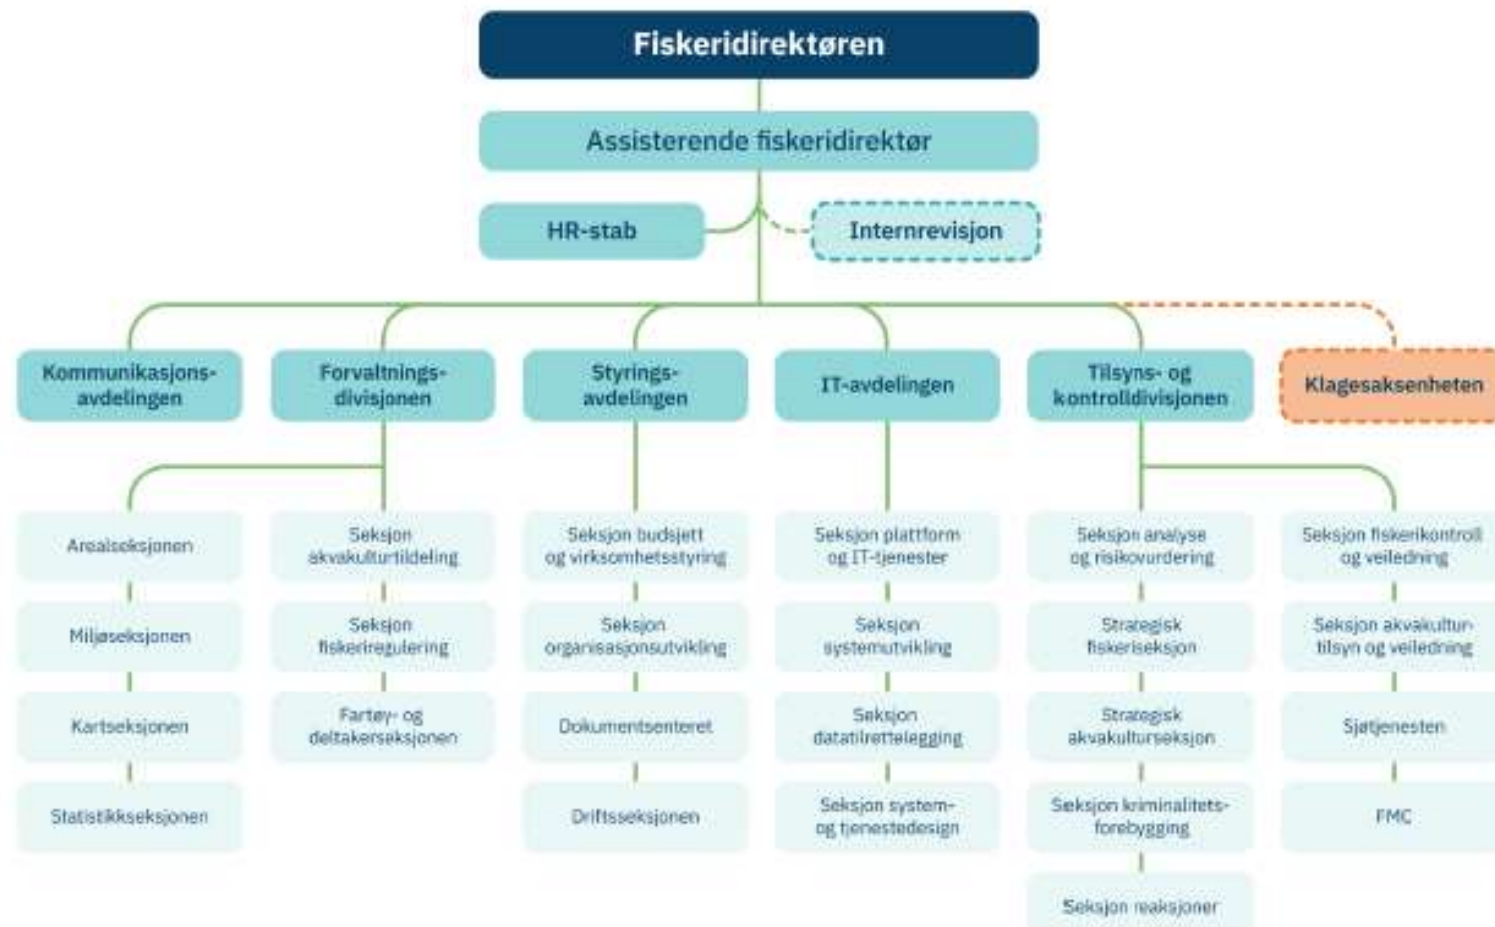 Fiskeridirektøren
Assisterende fiskeridirektør
HR-stab
Internrevisjon
Kommunikasjons-
avdelingen
Forvaltnings-
divisjonen
Styrings-
avdelingen
IT-avdelingen
Tilsyns- og
kontrolldivisjonen
Klagesaksenheten
Arealseksjonen
Miljøseksjonen
Kartseksjonen
Statistikkseksjonen
Seksjon
akvakulturtildeling
Seksjon
fiskeriregulering
Fartøy- og
deltakerseksjonen
Seksjon budsjett
og virksomhetsstyring
Seksjon
organisasjonsutvikling
Dokumentsenteret
Driftsseksjonen
Seksjon plattform
og IT-tjenester
Seksjon
systemutvikling
Seksjon
datatilrettelegging
Seksjon system-
og tjenestedesign
Seksjon analyse
og risikovurdering
Strategisk
fiskeriseksjon
Strategisk
akvakulturseksjon
Seksjon kriminalitets-
forebygging
Seksjon reaksjoner
Seksjon fiskerikontroll
og veiledning
Seksjon akvakultur-
tilsyn og veiledning
Sjøtjenesten
FMC